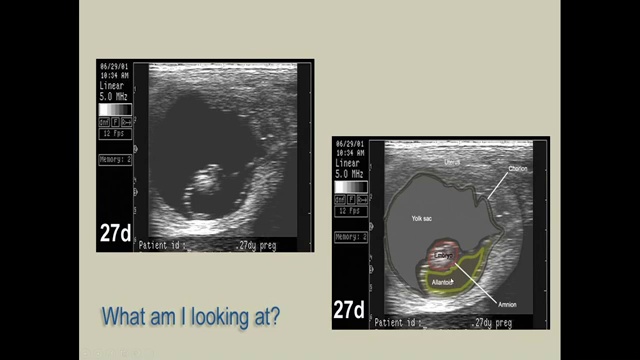 06/29/01
10:34 AM
Linear
5.0 MHz
12 fps
Memory: 2
27d
Patient id :
.27dy preg
06/29/01
10:34 AM
Linear
5.0 MHz
12 fps
Memory: 2
Uterus
Chorion
Yolk sac
Embryo
Allantois
Amnion
27d
Patient id :
.27dy preg
What am I looking at?